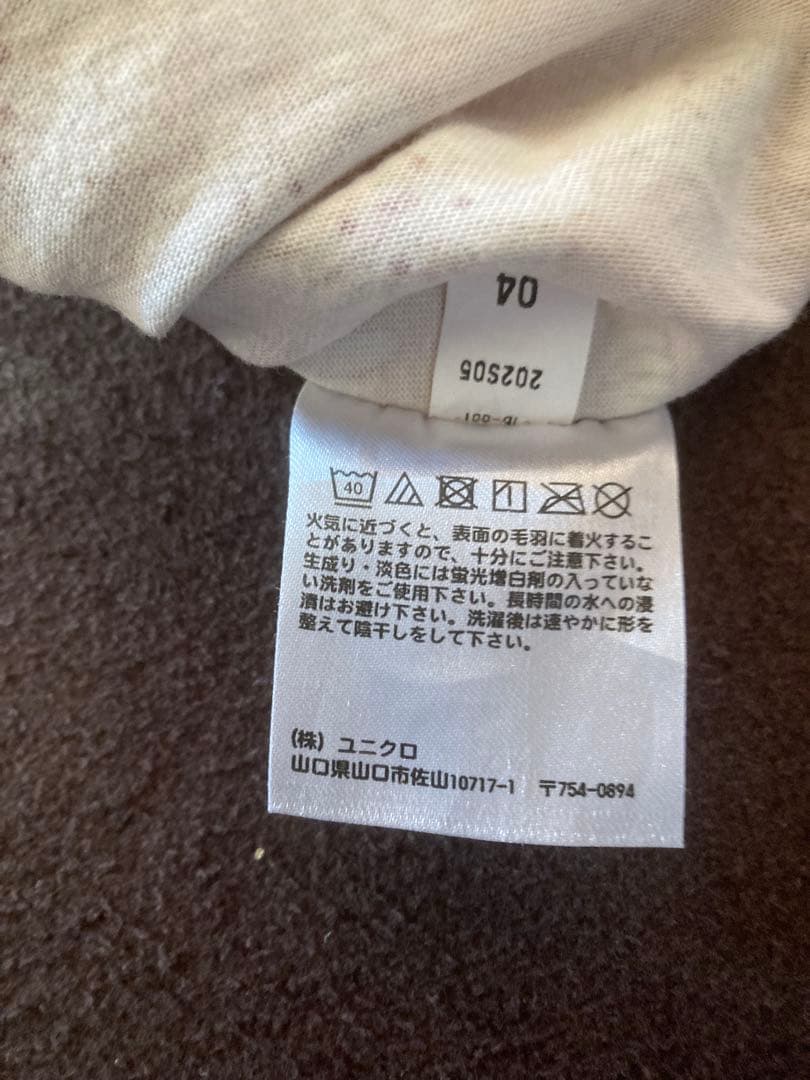 04
202S05
40
火気に近づくと、表面の毛羽に着火するこ
とがありますので、十分にご注意下さい。
生成り・淡色には蛍光増白剤の入っていな
い洗剤をご使用下さい。長時間の水への浸
漬はお避け下さい。洗濯後は速やかに形を
整えて陰干しをして下さい。
(株) ユニクロ
山口県山口市佐山10717-1 〒754-0894